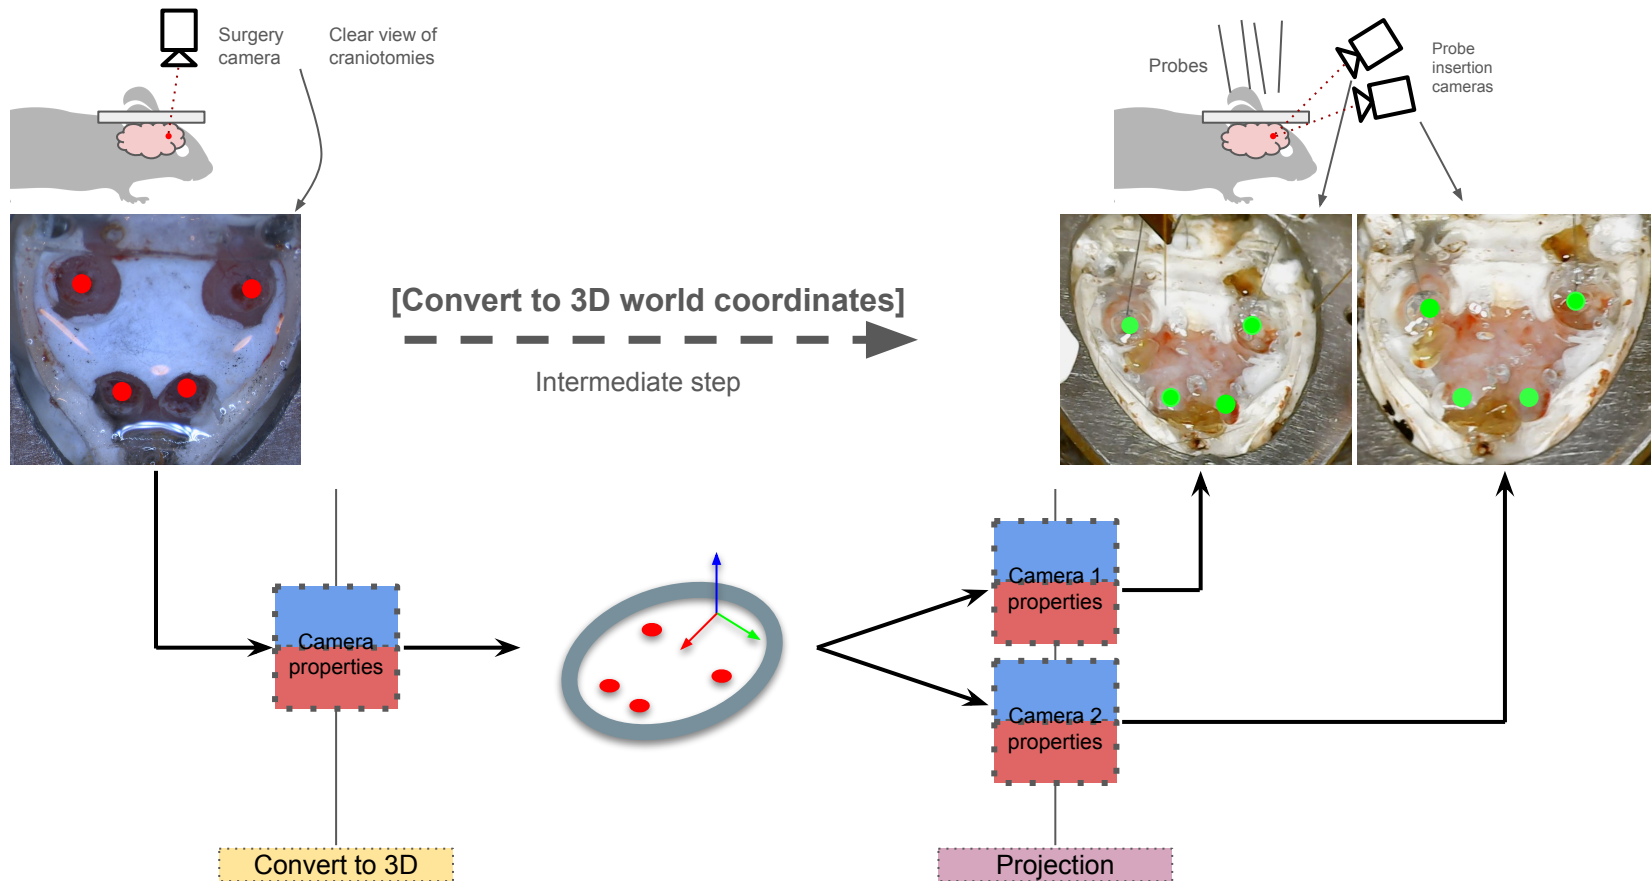 Surgery
camera
Clear view of
craniotomies
Probes
Probe
insertion
cameras
[Convert to 3D world coordinates]
Intermediate step
Camera
properties
Camera 1
properties
Camera 2
properties
Convert to 3D
Projection